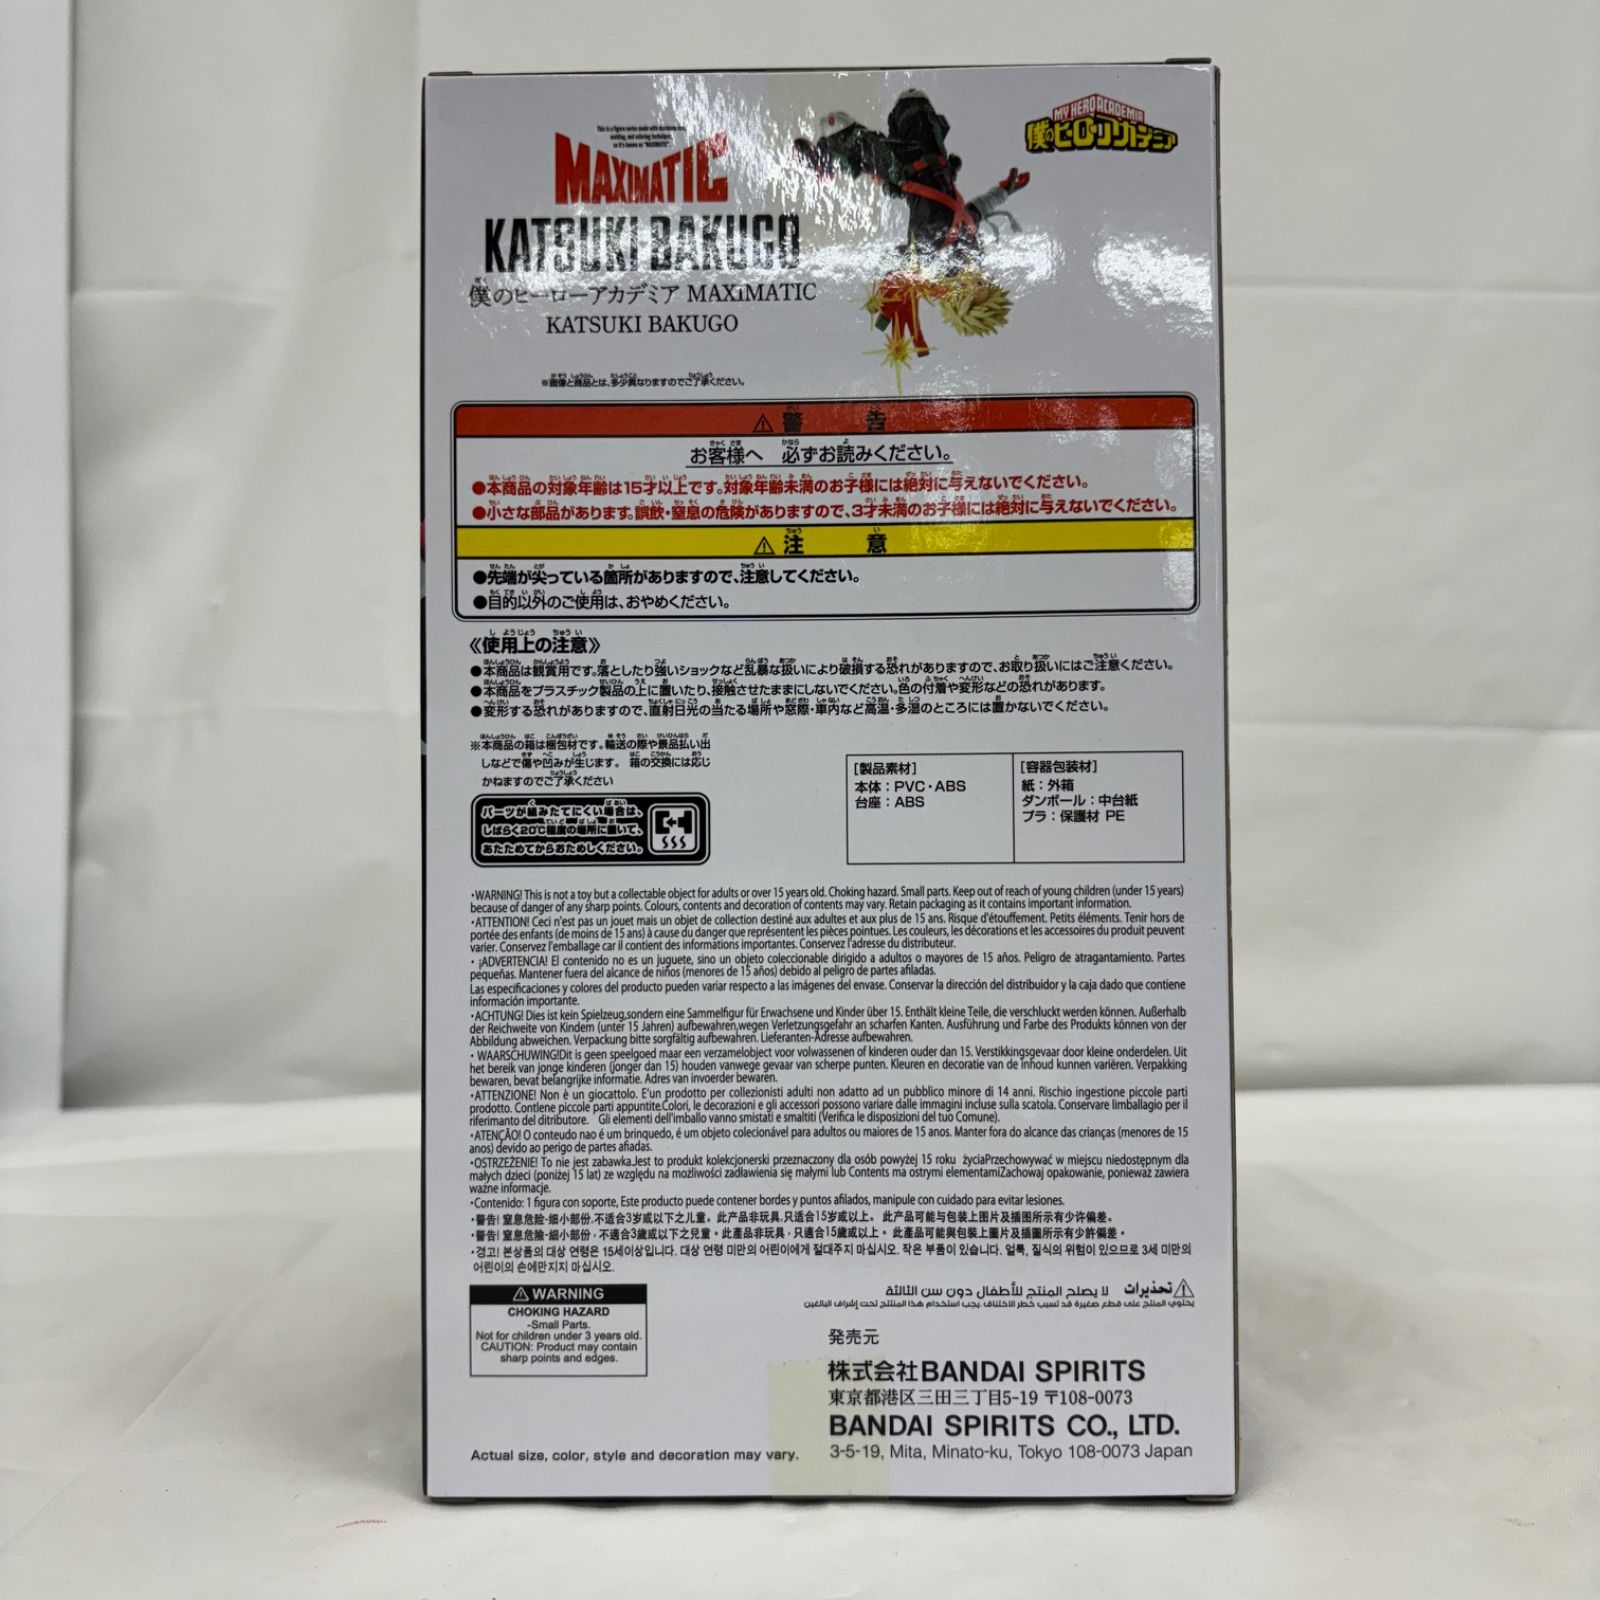 This is a figure series made with maximum size,
molding, and coloring technique,
so it's known as "MAXIMATIC".
MAXIMATIC
KATSUKI BAKUGO
僕のヒーローアカデミア MAXIMATIC
KATSUKI BAKUGO
MY HERO ACADEMIA
僕のヒーローアカデミア
※画像と商品とは、多少異なりますのでご了承ください。
⚠警告
お客様へ 必ずお読みください。
●本商品の対象年齢は15才以上です。対象年齢未満のお子様には絶対に与えないでください。
●小さな部品があります。誤飲・窒息の危険がありますので、3才未満のお子様には絶対に与えないでください。
⚠注意
●先端が尖っている箇所がありますので、注意してください。
●目的以外のご使用は、おやめください。
《使用上の注意》
●本商品は観賞用です。落としたり強いショックなど乱暴な扱いにより破損する恐れがありますので、お取り扱いにはご注意ください。
●本商品をプラスチック製品の上に置いたり、接触させたままにしないでください。色の付着や変形などの恐れがあります。
●変形する恐れがありますので、直射日光の当たる場所や窓際・車内など高温・多湿のところには置かないでください。
※本商品の箱は梱包材です。輸送の際や景品払い出
しなどで傷や凹みが生じます。 箱の交換には応じ
かねますのでご了承ください
パーツが組みたてにくい場合は、
しばらく20℃程度の場所に置いて、
あたためてからおためしください。
[製品素材]
本体：PVC・ABS
台座：ABS
[容器包装材]
紙：外箱
ダンボール：中台紙
プラ：保護材 PE
・WARNING! This is not a toy but a collectable object for adults or over 15 years old. Choking hazard. Small parts. Keep out of reach of young children (under 15 years)
because of danger of any sharp points. Colours, contents and decoration of contents may vary. Retain packaging as it contains important information.
・ATTENTION! Ceci n'est pas un jouet mais un objet de collection destiné aux adultes et aux plus de 15 ans. Risque d'étouffement. Petits éléments. Tenir hors de
portée des enfants (de moins de 15 ans) à cause du danger que représentent les pièces pointues. Les couleurs, les décorations et les accessoires du produit peuvent
varier. Conservez l'emballage car il contient des informations importantes. Conservez l'adresse du distributeur.
・ ¡ADVERTENCIA! El contenido no es un juguete, sino un objeto coleccionable dirigido a adultos o mayores de 15 años. Peligro de atragantamiento. Partes
pequeñas. Mantener fuera del alcance de niños (menores de 15 años) debido al peligro de partes afiladas.
Las especificaciones y colores del producto pueden variar respecto a las imágenes del envase. Conservar la dirección del distribuidor y la caja dado que contiene
información importante.
・ACHTUNG! Dies ist kein Spielzeug,sondern eine Sammelfigur für Erwachsene und Kinder über 15. Enthält kleine Teile, die verschluckt werden können. Außerhalb
der Reichweite von Kindern (unter 15 Jahren) aufbewahren,wegen Verletzungsgefahr an scharfen Kanten. Ausführung und Farbe des Produkts können von der
Abbildung abweichen. Verpackung bitte sorgfältig aufbewahren. Lieferanten-Adresse aufbewahren.
・ WAARSCHUWING!Dit is geen speelgoed maar een verzamelobject voor volwassenen of kinderen ouder dan 15. Verstikkingsgevaar door kleine onderdelen. Uit
het bereik van jonge kinderen (jonger dan 15) houden vanwege gevaar van scherpe punten. Kleuren en decoratie van de inhoud kunnen variëren. Verpakking
bewaren, bevat belangrijke informatie. Adres van invoerder bewaren.
・ATTENZIONE! Non è un giocattolo. E'un prodotto per collezionisti adulti non adatto ad un pubblico minore di 14 anni. Rischio ingestione piccole parti
prodotto. Contiene piccole parti appuntite.Colori, le decorazioni e gli accessori possono variare dalle immagini incluse sulla scatola. Conservare limballagio per il
riferimanto del ditributore. Gli elementi dell'imballo vanno smistati e smaltiti (Verifica le disposizioni del tuo Comune).
・ATENÇÃO! O conteudo nao é um brinquedo, é um objeto colecionável para adultos ou maiores de 15 anos. Manter fora do alcance das crianças (menores de 15
anos) devido ao perigo de partes afiadas.
・OSTRZEŻENIE! To nie jest zabawka.Jest to produkt kolekcjonerski przeznaczony dla osób powyżej 15 roku życiaPrzechowywać w miejscu niedostępnym dla
małych dzieci (poniżej 15 lat) ze względu na możliwości zadławienia się małymi lub Contents ma ostrymi elementamiZachowaj opakowanie, ponieważ zawiera
ważne informacje.
・Contenido: 1 figura con soporte, Este producto puede contener bordes y puntos afilados, manipule con cuidado para evitar lesiones.
・警告! 窒息危险-细小部份.不适合3岁或以下之儿童。此产品非玩具,只适合15岁或以上。 此产品可能与包装上图片及插图所示有少许偏差。
・警告! 窒息危險-細小部份，不適合3歲或以下之兒童。此產品非玩具，只適合15歲或以上。此產品可能與包裝上圖片及插圖所示有少許偏差。
・경고! 본상품의 대상 연령은 15세이상입니다. 대상 연령 미만의 어린이에게 절대주지 마십시오. 작은 부품이 있습니다. 얼룩, 질식의 위험이 있으므로 3세 미만의
어린이의 손에만지지 마십시오.
⚠ WARNING
CHOKING HAZARD
-Small Parts.
Not for children under 3 years old.
CAUTION: Product may contain
sharp points and edges.
⚠تحذيرات لا يصلح المنتج للأطفال دون سن الثالثة
يحتوي المنتج على قطع صغيرة قد تسبب خطر الاختناف يجب استخدام هذا المنتج تحت إشراف البالغين
発売元
株式会社BANDAI SPIRITS
東京都港区三田三丁目5-19 〒108-0073
BANDAI SPIRITS CO., LTD.
3-5-19, Mita, Minato-ku, Tokyo 108-0073 Japan
Actual size, color, style and decoration may vary.